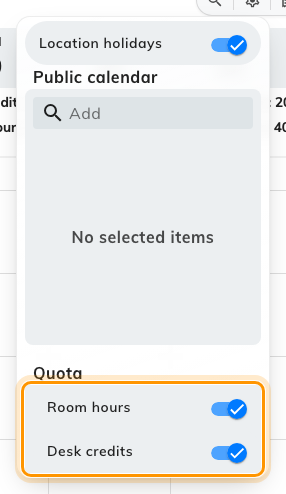 Location holidays
Public calendar
Add
No selected items
Quota
Room hours
Desk credits